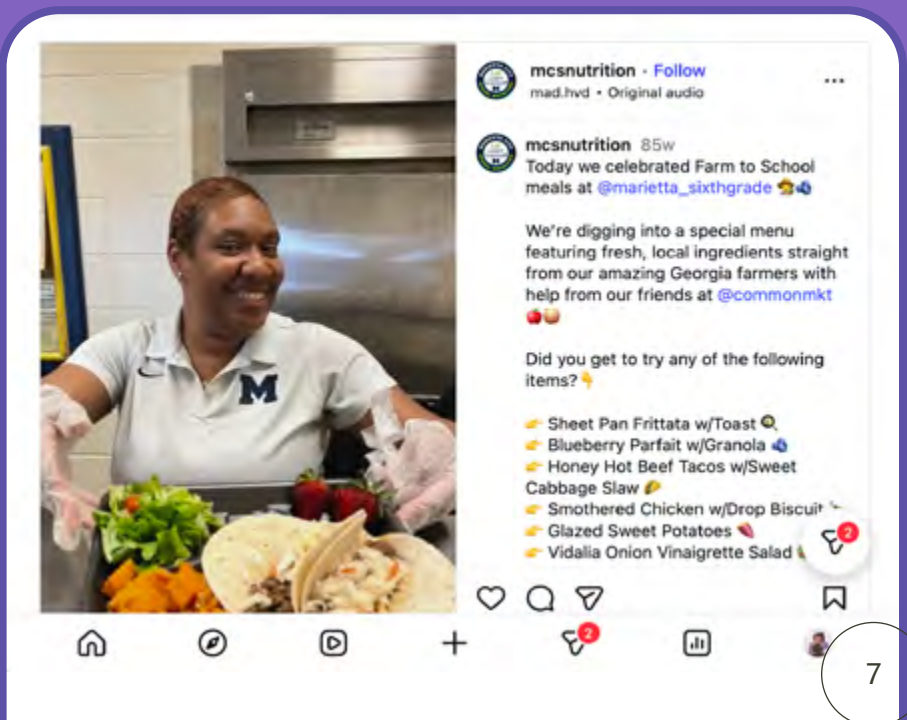 mcsnutrition · Follow
mad.hvd • Original audio
mcsnutrition 85w
Today we celebrated Farm to School
meals at @marietta_sixthgrade 🧑‍🌾🫐
We're digging into a special menu
featuring fresh, local ingredients straight
from our amazing Georgia farmers with
help from our friends at @commonmkt
🍎🍑
Did you get to try any of the following
items?👇
👉 Sheet Pan Frittata w/Toast 🍳
👉 Blueberry Parfait w/Granola 🫐
👉 Honey Hot Beef Tacos w/Sweet
Cabbage Slaw 🌮
👉 Smothered Chicken w/Drop Biscuit
👉 Glazed Sweet Potatoes 🍠
👉 Vidalia Onion Vinaigrette Salad
2
2
M
7